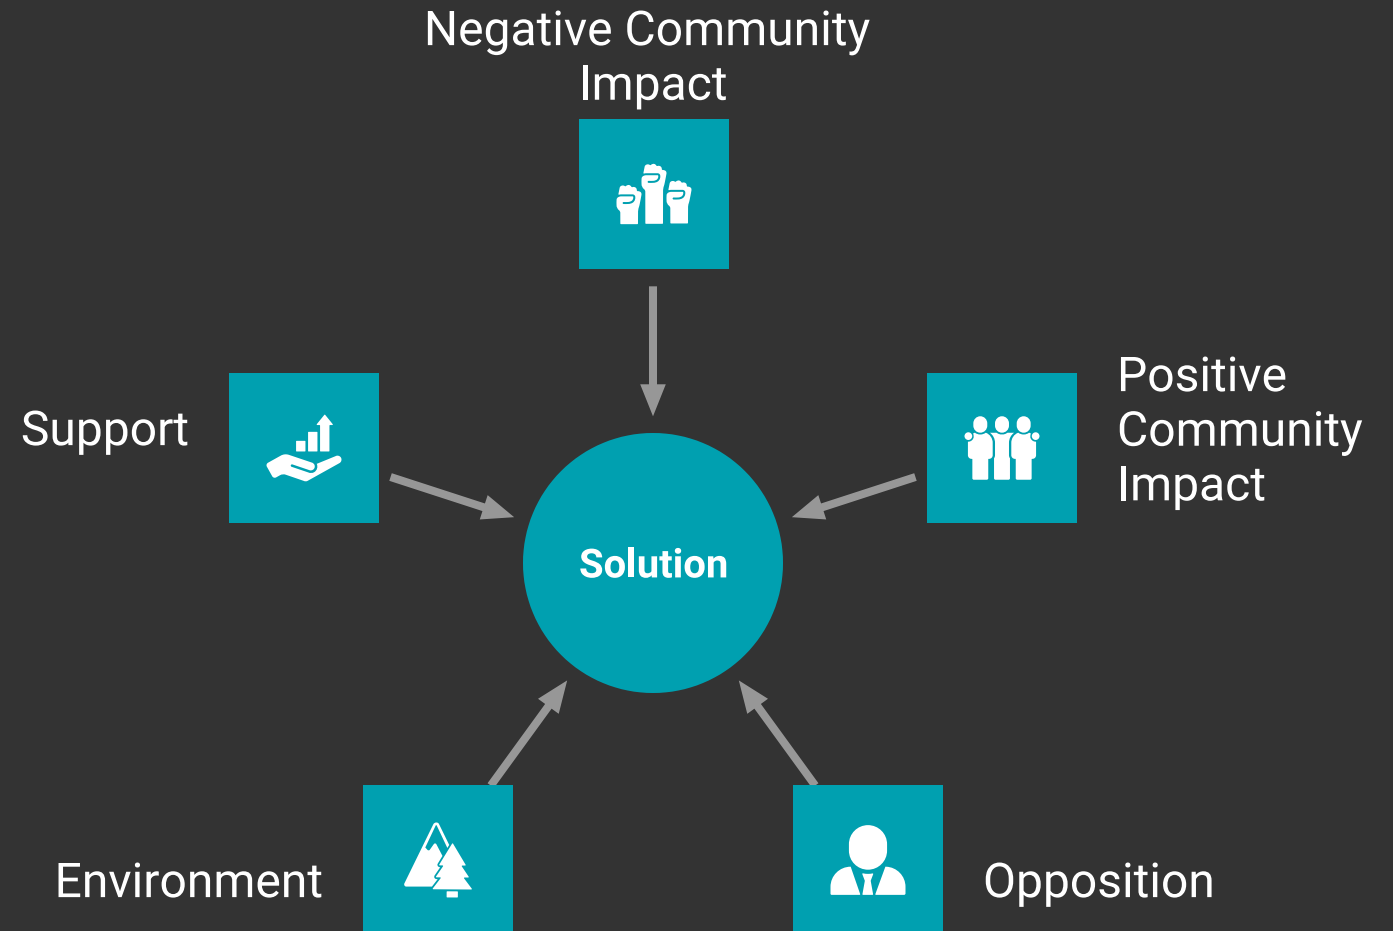 Negative Community
Impact
Support
Positive
Community
Impact
Solution
Environment
Opposition